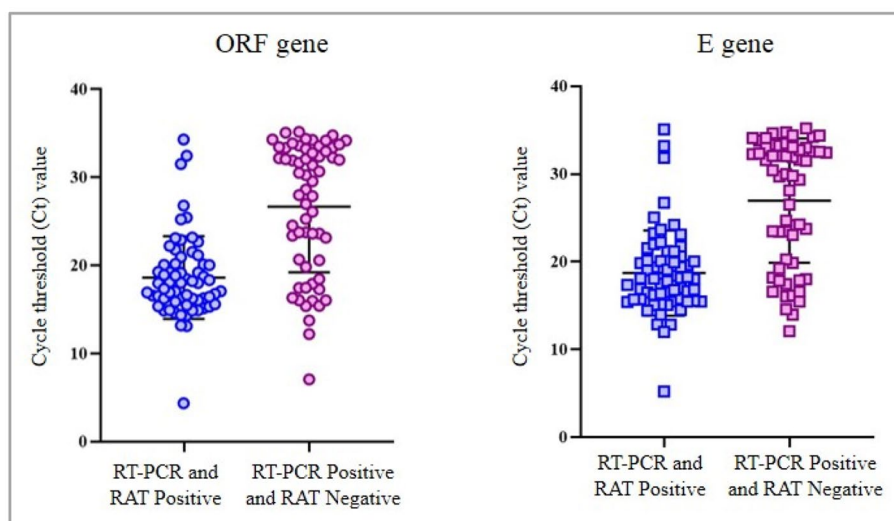 ORF gene
Cycle threshold (Ct) value
40
30
20
10
0
RT-PCR and
RAT Positive
RT-PCR Positive
and RAT Negative
E gene
Cycle threshold (Ct) value
40
30
20
10
0
RT-PCR and
RAT Positive
RT-PCR Positive
and RAT Negative